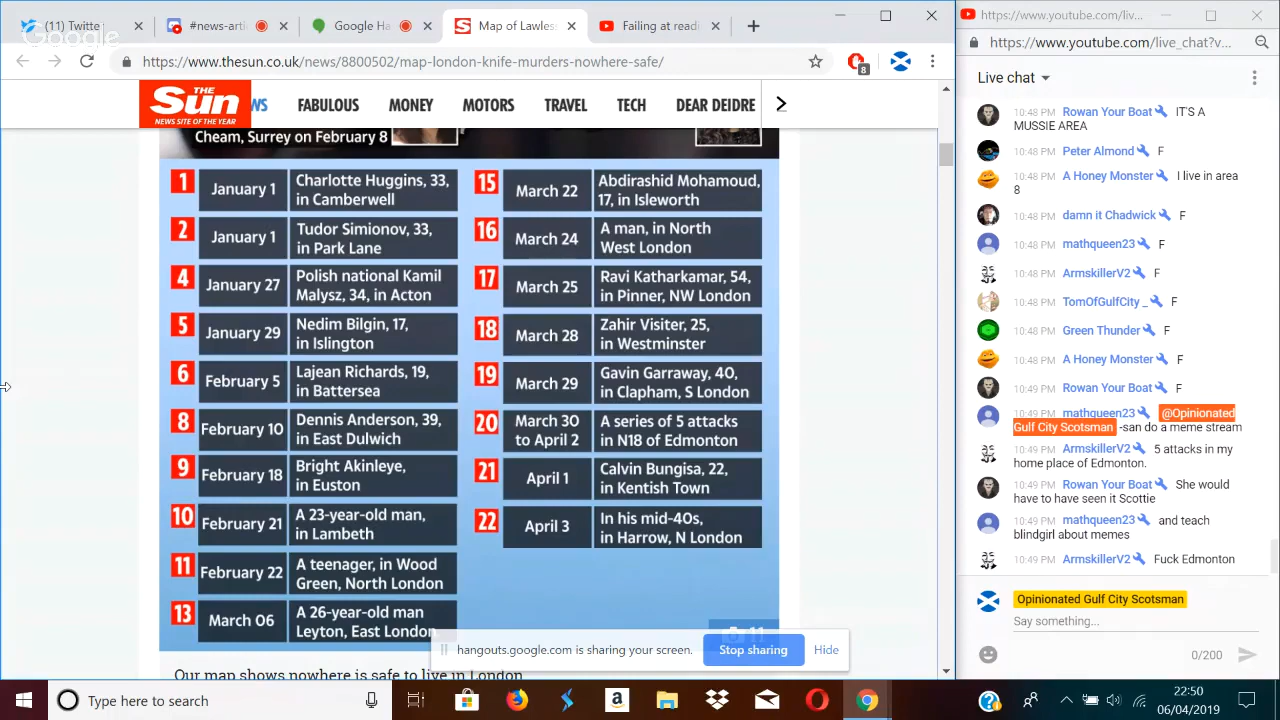 (11) Twitter
#news-arti
Google Ha
Map of Lawles
Failing at readi
Google
https://www.thesun.co.uk/news/8800502/map-london-knife-murders-nowhere-safe/
8
THE
Sun
NEWS SITE OF THE YEAR
WS
FABULOUS
MONEY
MOTORS
TRAVEL
TECH
DEAR DEIDRE
Cheam, Surrey on February 8
1
January 1
Charlotte Huggins, 33,
in Camberwell
2
January 1
Tudor Simionov, 33,
in Park Lane
4
January 27
Polish national Kamil
Malysz, 34, in Acton
5
January 29
Nedim Bilgin, 17,
in Islington
6
February 5
Lajean Richards, 19,
in Battersea
8
February 10
Dennis Anderson, 39,
in East Dulwich
9
February 18
Bright Akinleye,
in Euston
10
February 21
A 23-year-old man,
in Lambeth
11
February 22
A teenager, in Wood
Green, North London
13
March 06
A 26-year-old man
Leyton, East London
15
March 22
Abdirashid Mohamoud,
17, in Isleworth
16
March 24
A man, in North
West London
17
March 25
Ravi Katharkamar, 54,
in Pinner, NW London
18
March 28
Zahir Visiter, 25,
in Westminster
19
March 29
Gavin Garraway, 40,
in Clapham, S London
20
March 30
to April 2
A series of 5 attacks
in N18 of Edmonton
21
April 1
Calvin Bungisa, 22,
in Kentish Town
22
April 3
In his mid-40s,
in Harrow, N London
11
hangouts.google.com is sharing your screen.
Stop sharing
Hide
Our map shows nowhere is safe to live in London
https://www.youtube.com/liv...
https://www.youtube.com/live_chat?v...
Live chat
10:48 PM Rowan Your Boat IT'S A
MUSSIE AREA
10:48 PM Peter Almond F
10:48 PM A Honey Monster I live in area
8
10:48 PM damn it Chadwick F
10:48 PM mathqueen23 F
10:48 PM ArmskillerV2 F
10:48 PM TomOfGulfCity _ F
10:48 PM Green Thunder F
10:48 PM A Honey Monster F
10:49 PM Rowan Your Boat F
10:49 PM mathqueen23 @Opinionated
Gulf City Scotsman -san do a meme stream
10:49 PM ArmskillerV2 5 attacks in my
home place of Edmonton.
10:49 PM Rowan Your Boat She would
have to have seen it Scottie
10:49 PM mathqueen23 and teach
blindgirl about memes
10:49 PM ArmskillerV2 Fuck Edmonton
Opinionated Gulf City Scotsman
Say something...
0/200
Type here to search
22:50
06/04/2019